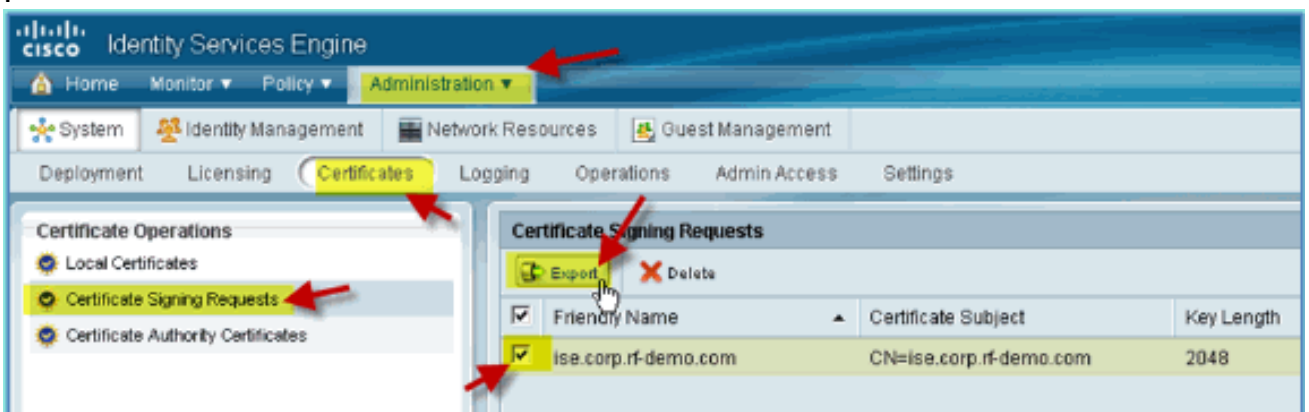 CISCO Identity Services Engine
Home Monitor ▼ Policy ▼ Administration ▼
System Identity Management Network Resources Guest Management
Deployment Licensing Certificates Logging Operations Admin Access Settings
Certificate Operations
Local Certificates
Certificate Signing Requests
Certificate Authority Certificates
Certificate Signing Requests
Export Delete
Friendly Name ▲ Certificate Subject Key Length
ise.corp.rf-demo.com CN=ise.corp.rf-demo.com 2048